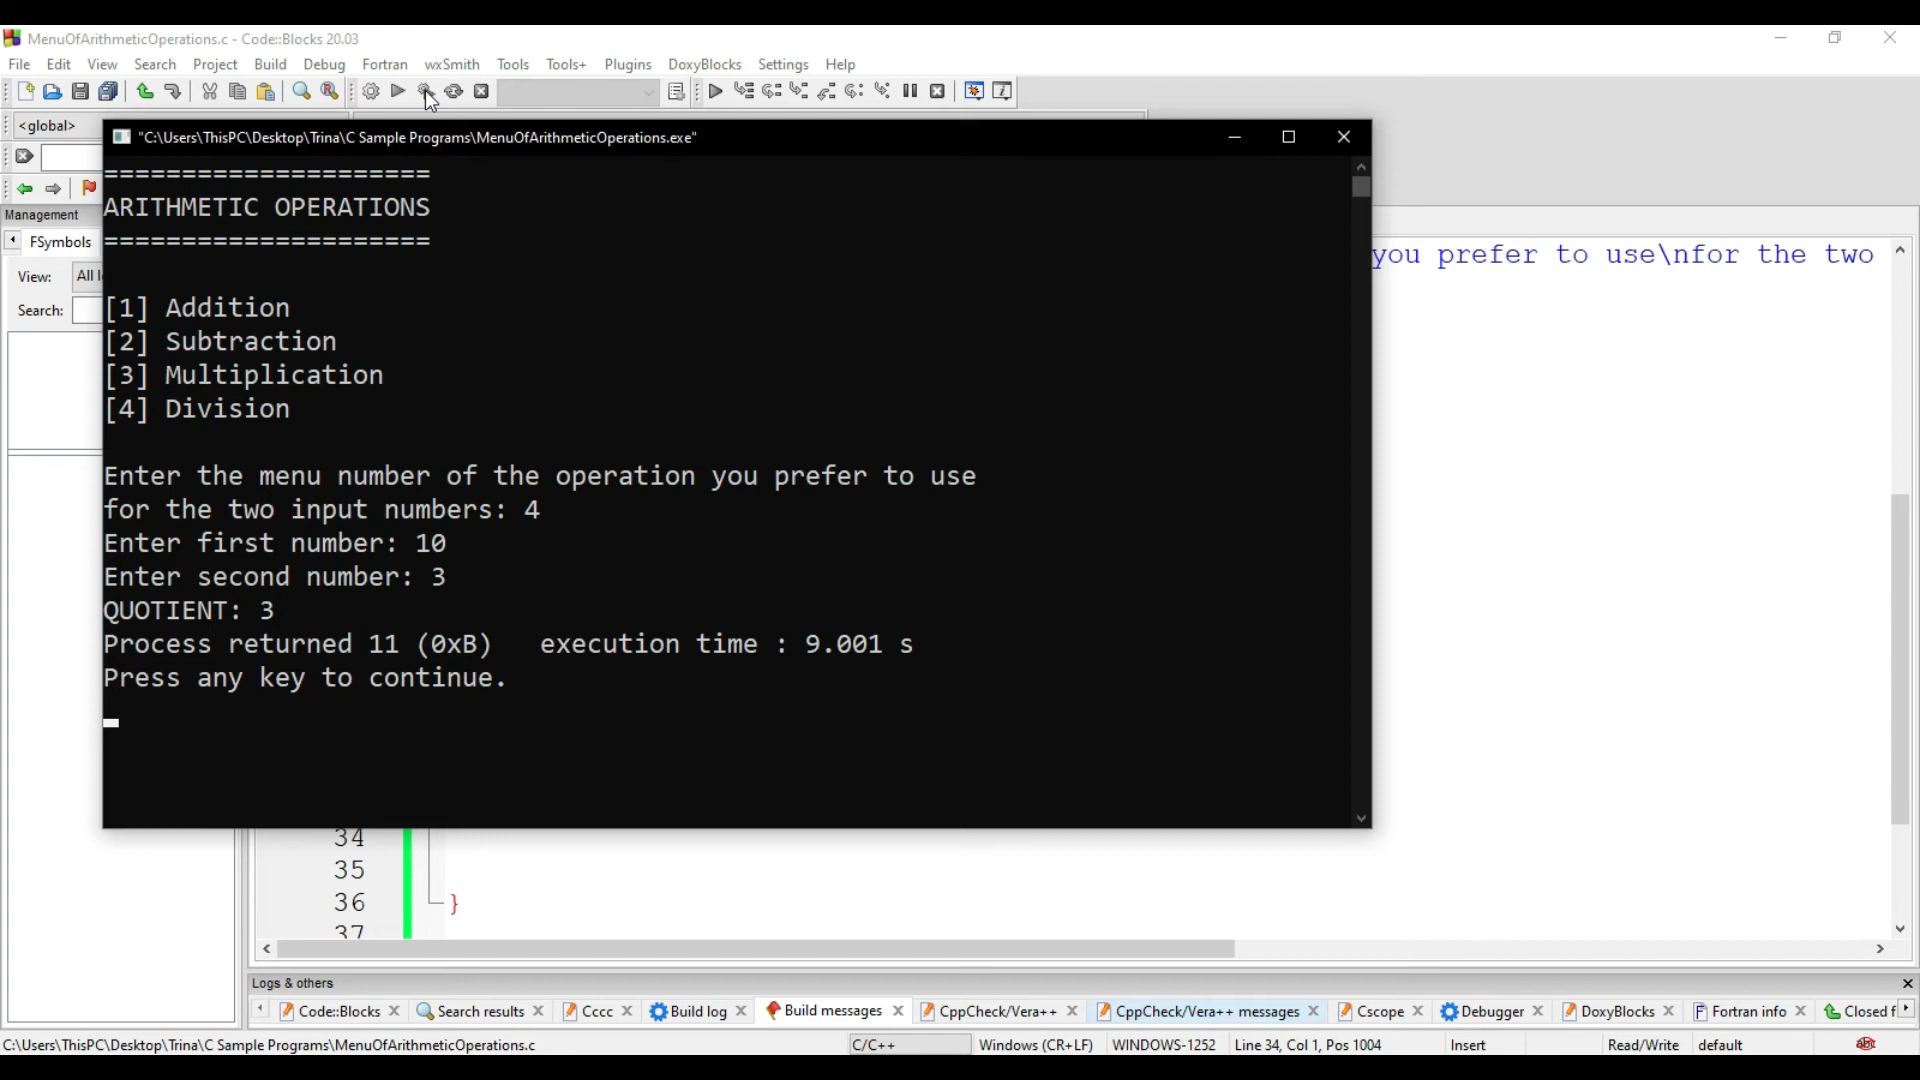 MenuOfArithmeticOperations.c - Code::Blocks 20.03
File Edit View Search Project Build Debug Fortran wxSmith Tools Tools+ Plugins DoxyBlocks Settings Help
<global>
"C:\Users\ThisPC\Desktop\Trina\C Sample Programs\MenuOfArithmeticOperations.exe"
=====================
ARITHMETIC OPERATIONS
=====================
[1] Addition
[2] Subtraction
[3] Multiplication
[4] Division
Enter the menu number of the operation you prefer to use
for the two input numbers: 4
Enter first number: 10
Enter second number: 3
QUOTIENT: 3
Process returned 11 (0xB)   execution time : 9.001 s
Press any key to continue.
Management
FSymbols
View: All
Search:
you prefer to use\nfor the two
34
35
36 }
37
Logs & others
Code::Blocks Search results Cccc Build log Build messages CppCheck/Vera++ CppCheck/Vera++ messages Cscope Debugger DoxyBlocks Fortran info Closed f
C:\Users\ThisPC\Desktop\Trina\C Sample Programs\MenuOfArithmeticOperations.c C/C++ Windows (CR+LF) WINDOWS-1252 Line 34, Col 1, Pos 1004 Insert Read/Write default